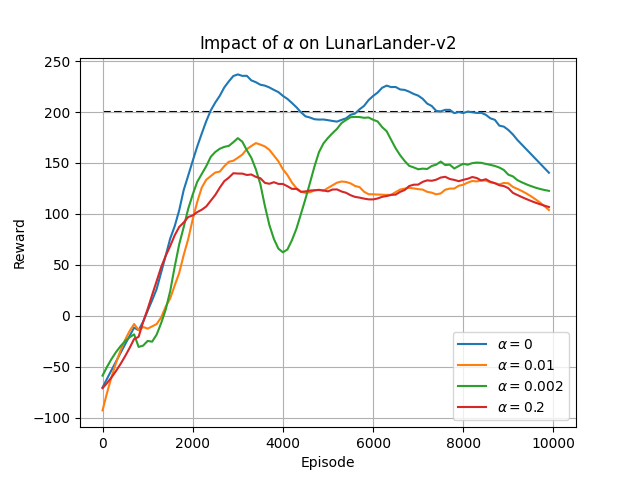 Impact of α on LunarLander-v2
Reward
250
200
150
100
50
0
−50
−100
0
2000
4000
6000
8000
10000
Episode
α = 0
α = 0.01
α = 0.002
α = 0.2